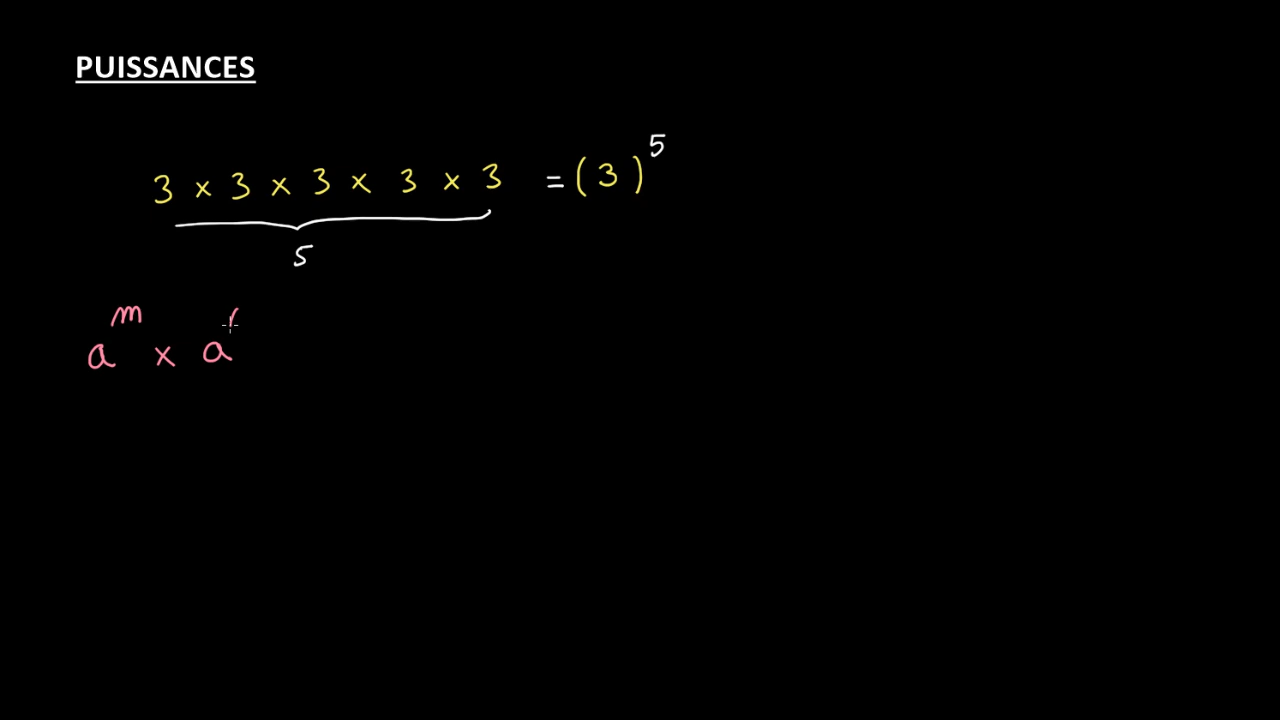 PUISSANCES
3 × 3 × 3 × 3 × 3 = (3)⁵
5
aᵐ × a